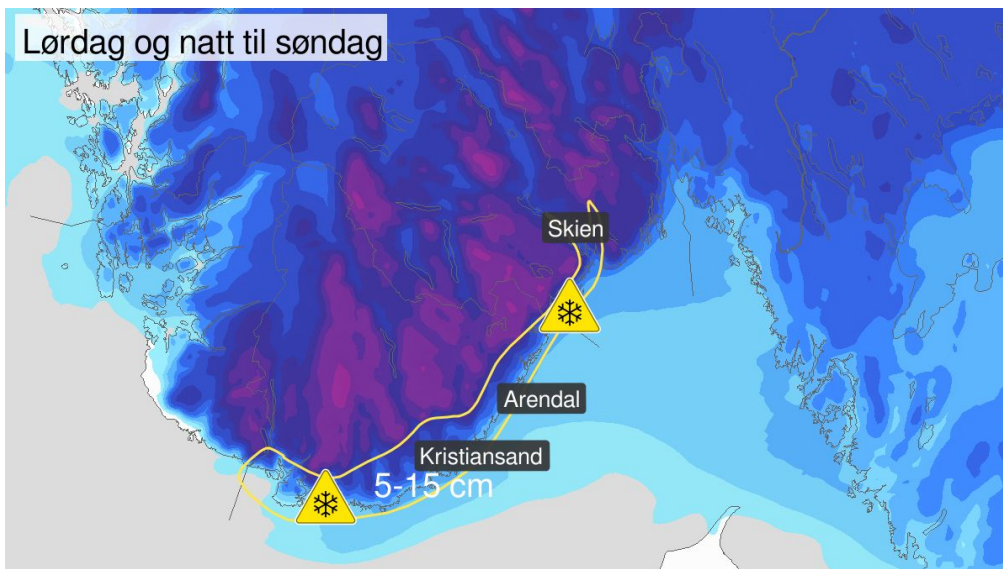 Lørdag og natt til søndag
Skien
Arendal
Kristiansand
5-15 cm